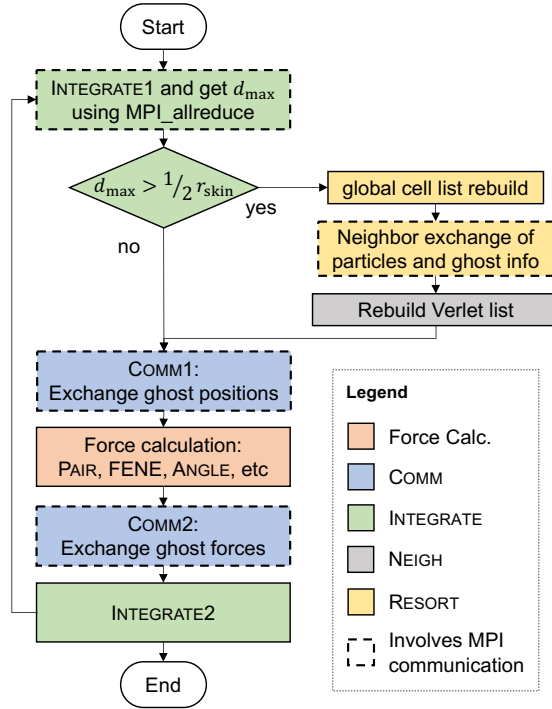 Start
INTEGRATE1 and get d_max
using MPI_allreduce
d_max > 1/2 r_skin
yes
no
global cell list rebuild
Neighbor exchange of
particles and ghost info
Rebuild Verlet list
COMM1:
Exchange ghost positions
Force calculation:
PAIR, FENE, ANGLE, etc
COMM2:
Exchange ghost forces
INTEGRATE2
End
Legend
Force Calc.
COMM
INTEGRATE
NEIGH
RESORT
Involves MPI
communication